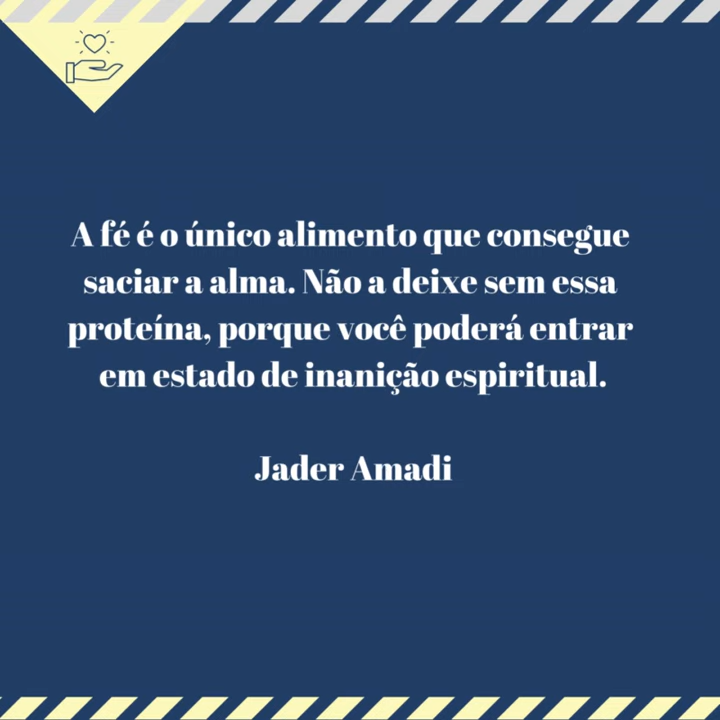 A fé é o único alimento que consegue
saciar a alma. Não a deixe sem essa
proteína, porque você poderá entrar
em estado de inanição espiritual.
Jader Amadi